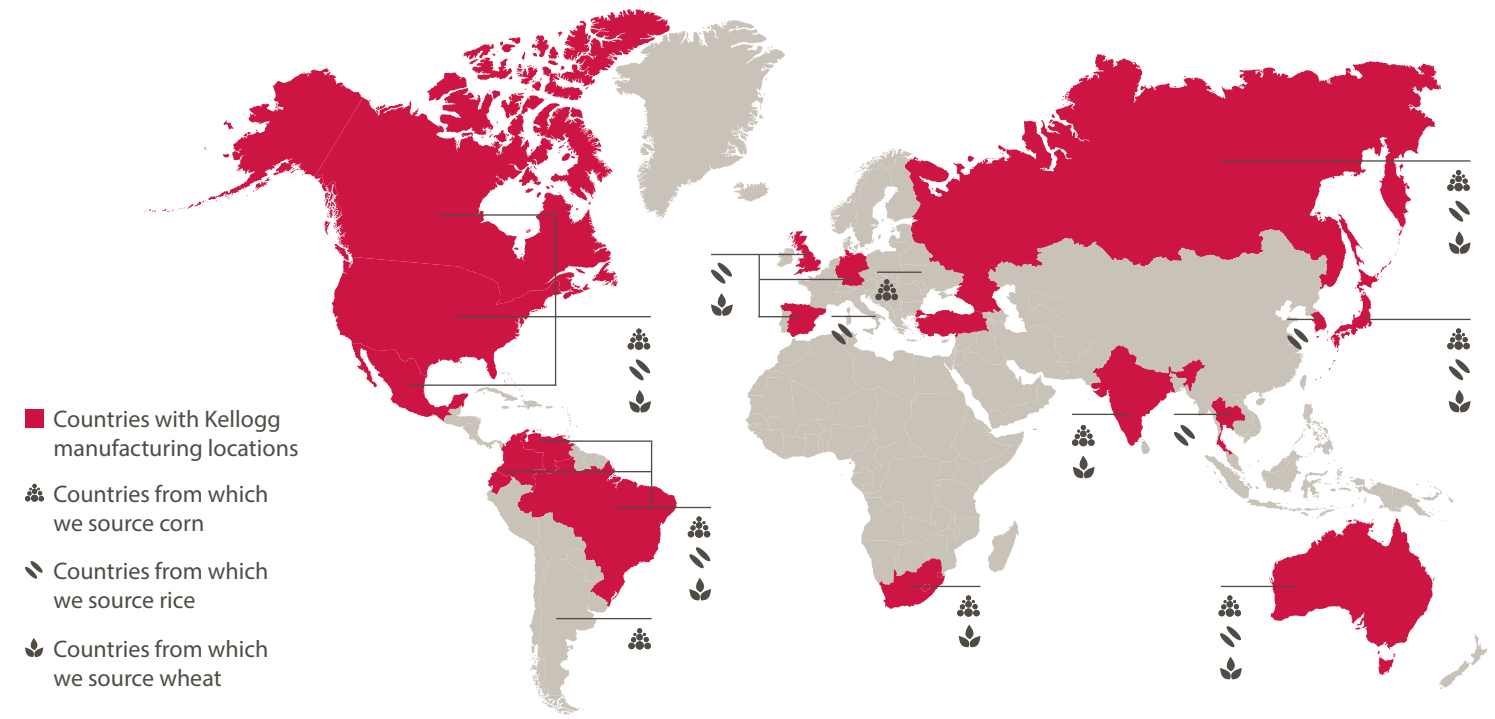 Countries with Kellogg
manufacturing locations
Countries from which
we source corn
Countries from which
we source rice
Countries from which
we source wheat